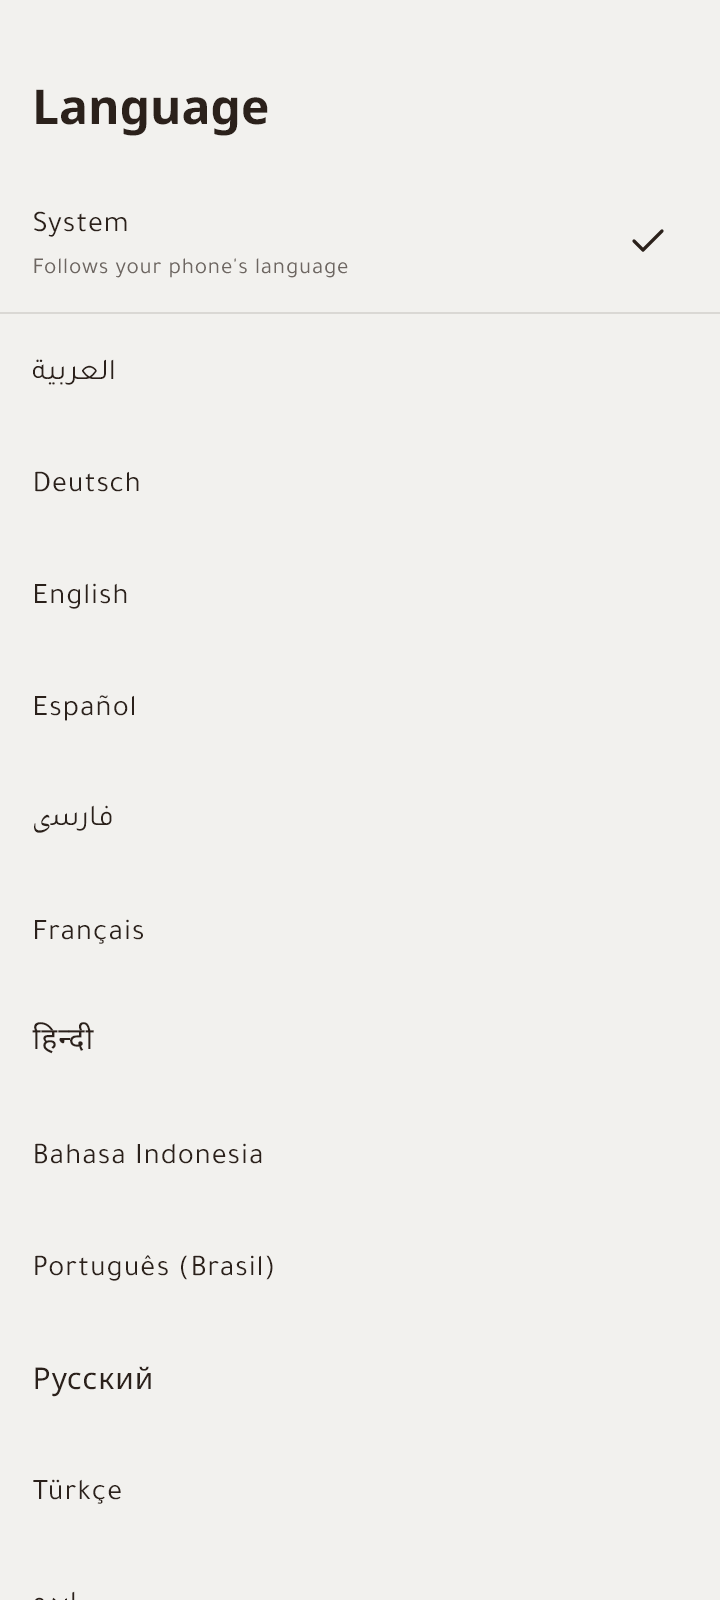 Language
System
Follows your phone's language
العربية
Deutsch
English
Español
فارسی
Français
हिन्दी
Bahasa Indonesia
Português (Brasil)
Русский
Türkçe